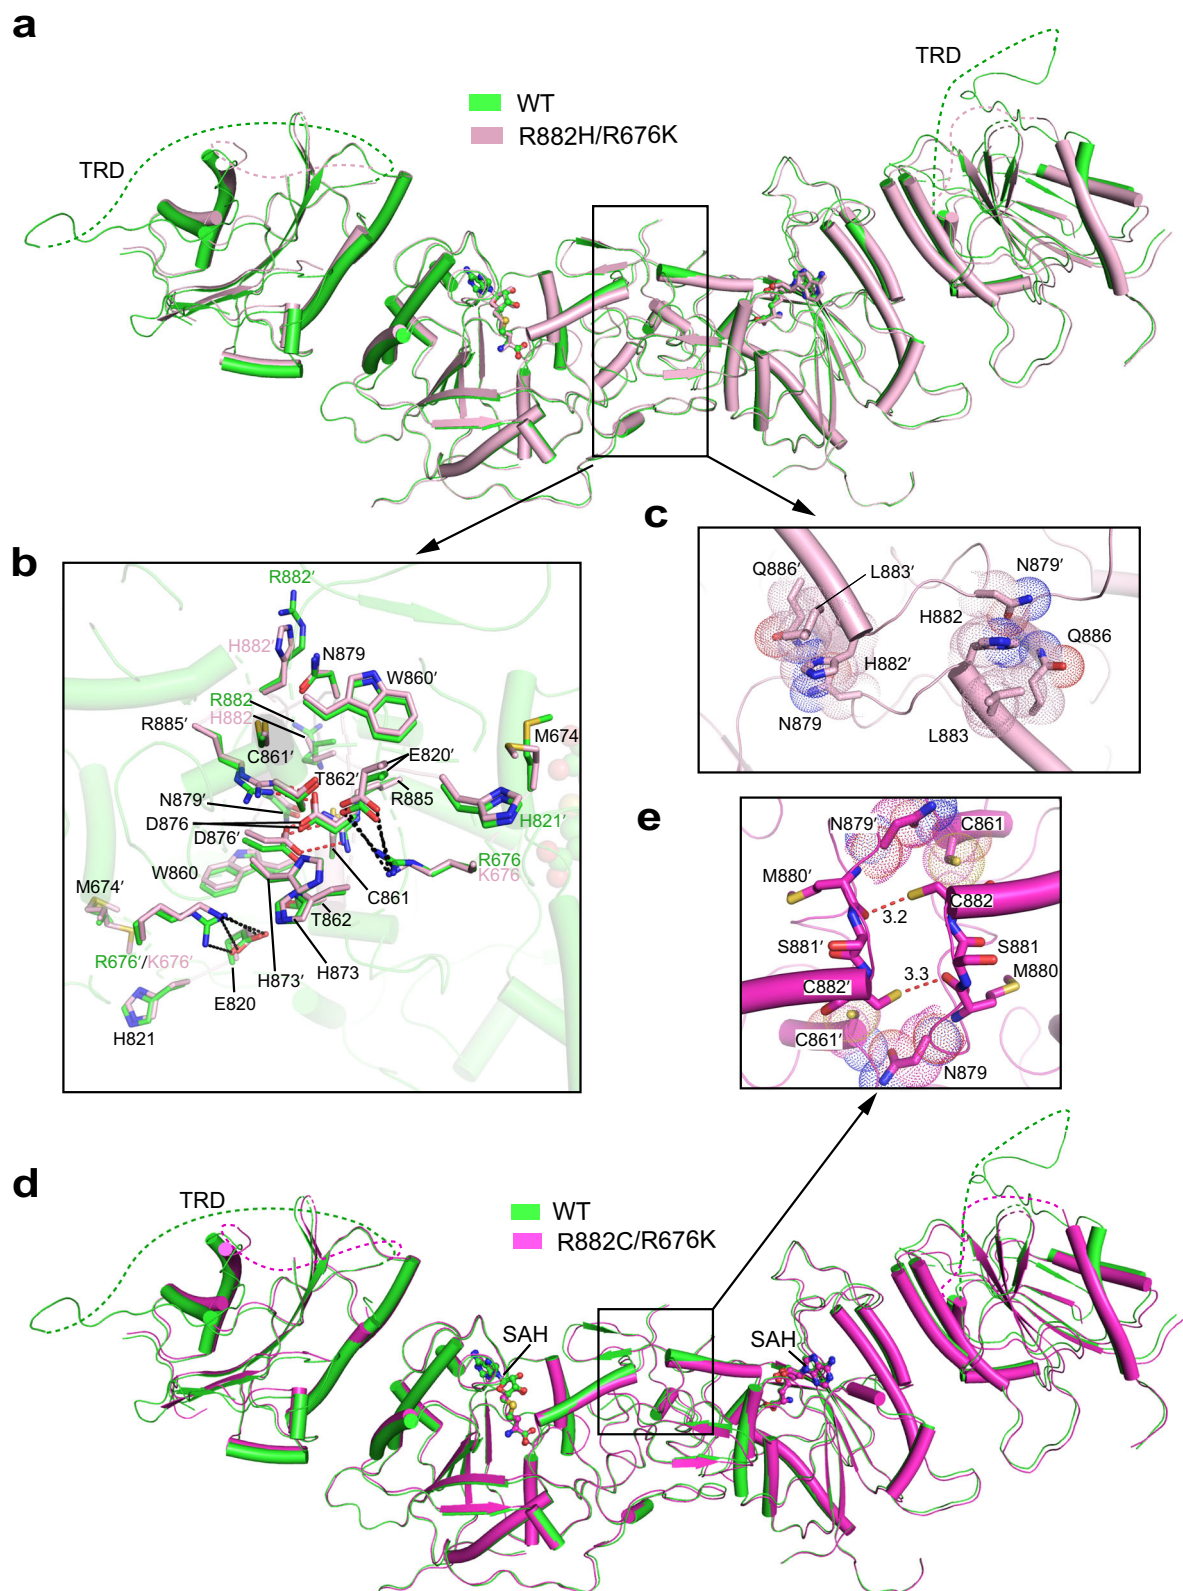 a
TRD
WT
R882H/R676K
TRD
b
R882′
H882′
N879
W860′
R882
H882
R885′
C861′
T862′
E820′
M674
N879′
R885
D876
H821′
D876′
W860
R676
K676
C861
M674′
T862
R676′/K676′
H873′
H873
E820
H821
c
Q886′
L883′
N879′
H882
Q886
H882′
N879
L883
e
N879′
C861
M880′
C882
3.2
S881′
S881
3.3
M880
C882′
C861′
N879
d
TRD
WT
R882C/R676K
SAH
SAH